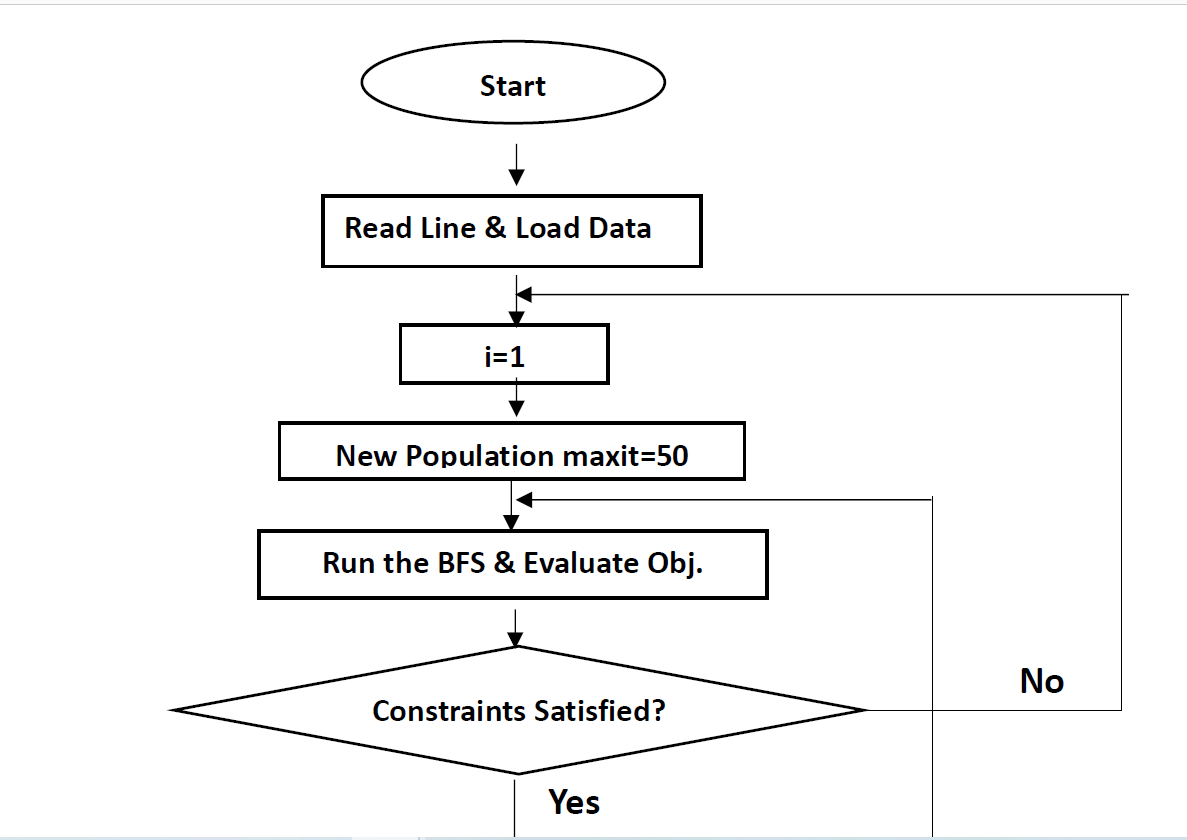 Start
Read Line & Load Data
i=1
New Population maxit=50
Run the BFS & Evaluate Obj.
No
Constraints Satisfied?
Yes